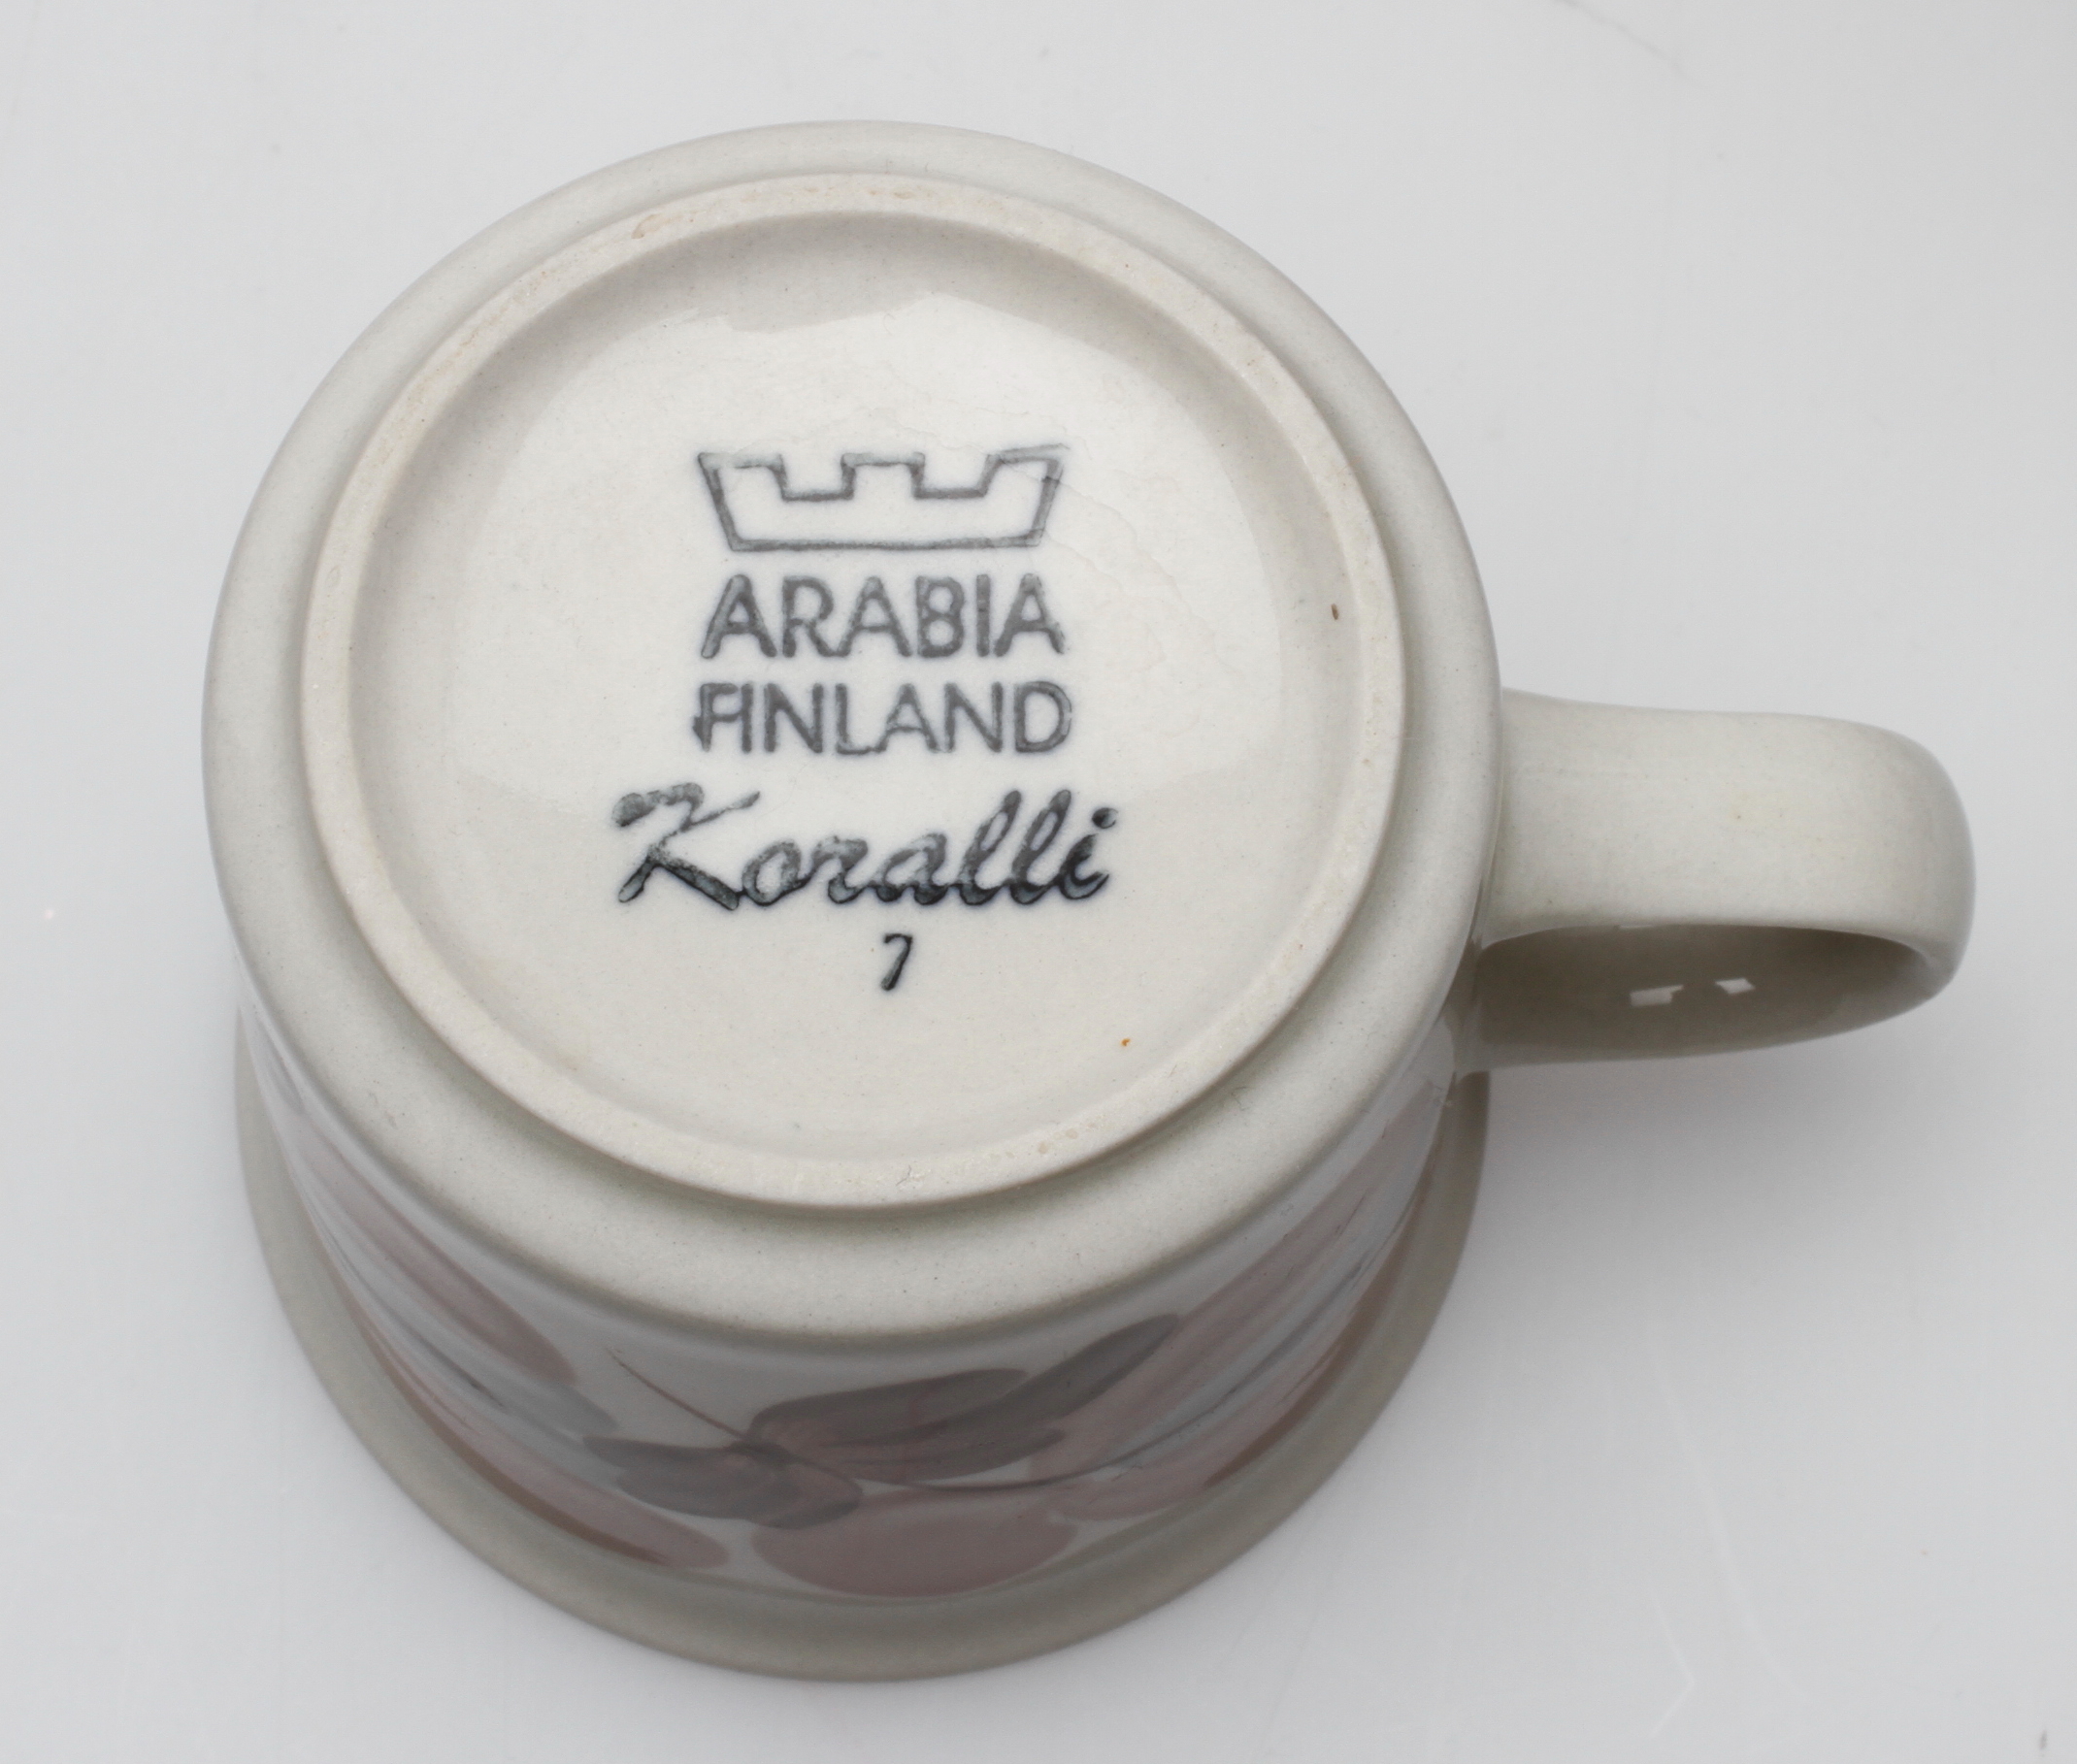 ARABIA
FINLAND
Koralli
7